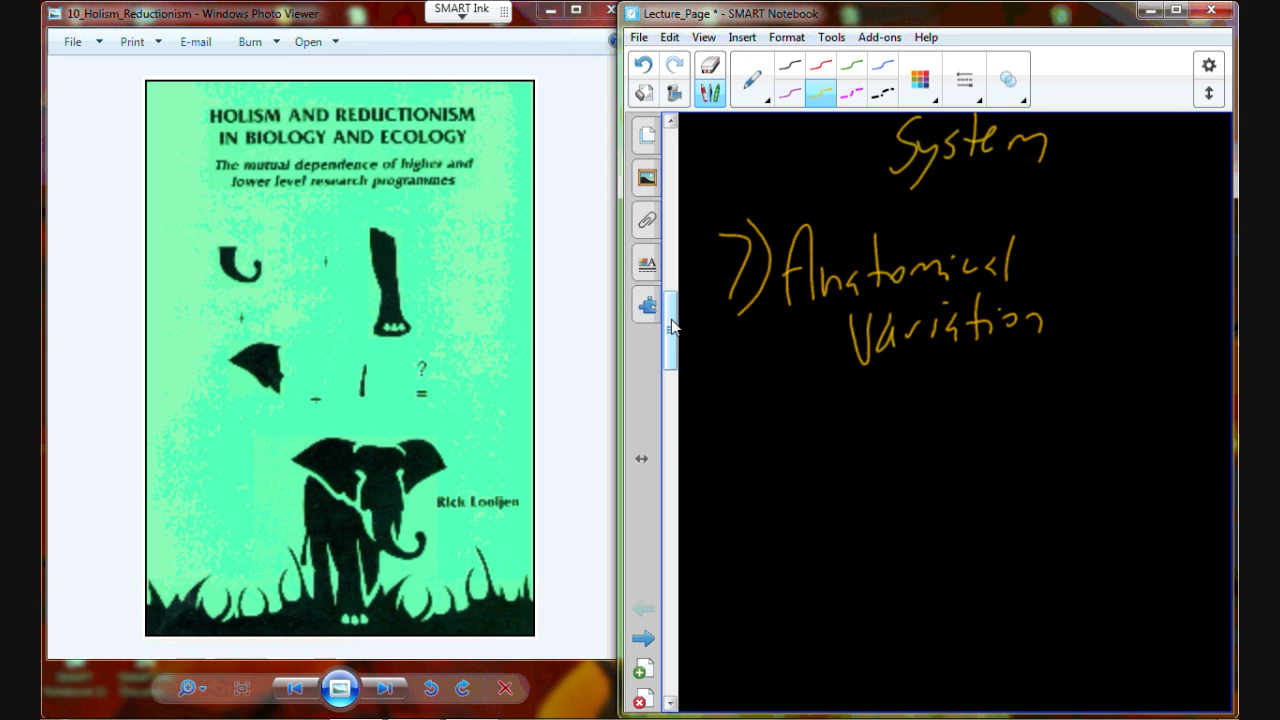 10_Holism_Reductionism - Windows Photo Viewer
SMART Ink
File Print E-mail Burn Open
HOLISM AND REDUCTIONISM
IN BIOLOGY AND ECOLOGY
The mutual dependence of higher and
lower level research programmes
+
+
+ ?
=
Rick Looijen
Lecture_Page * - SMART Notebook
File Edit View Insert Format Tools Add-ons Help
System
7) Anatomical
Variation